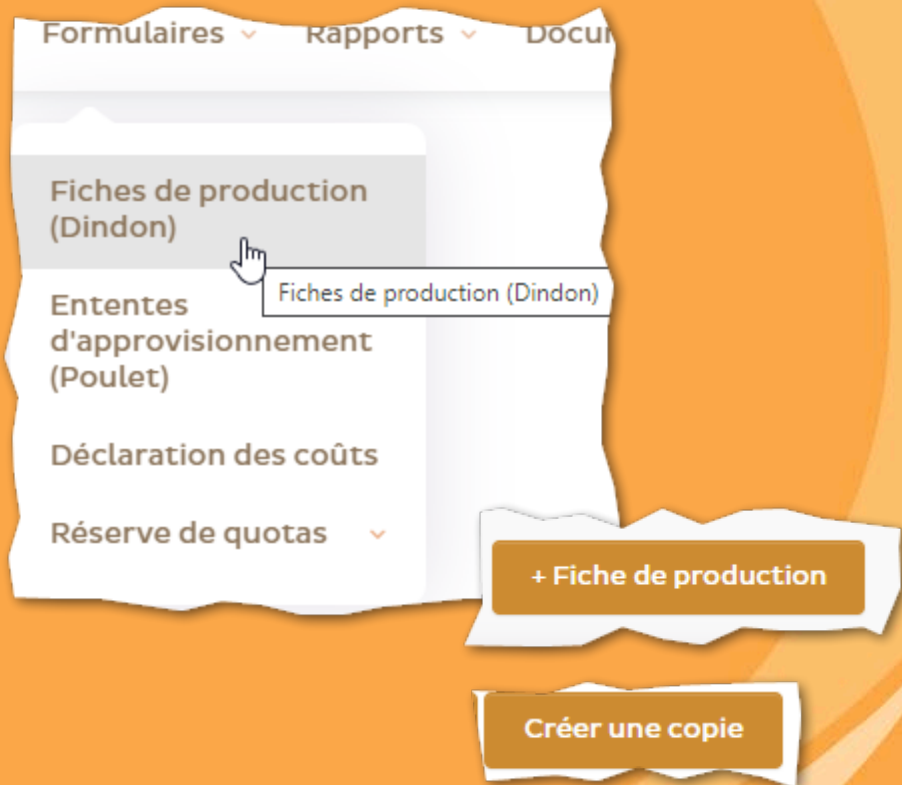 Formulaires Rapports
Fiches de production
(Dindon)
Fiches de production (Dindon)
Ententes
d'approvisionnement
(Poulet)
Déclaration des coûts
Réserve de quotas
+ Fiche de production
Créer une copie